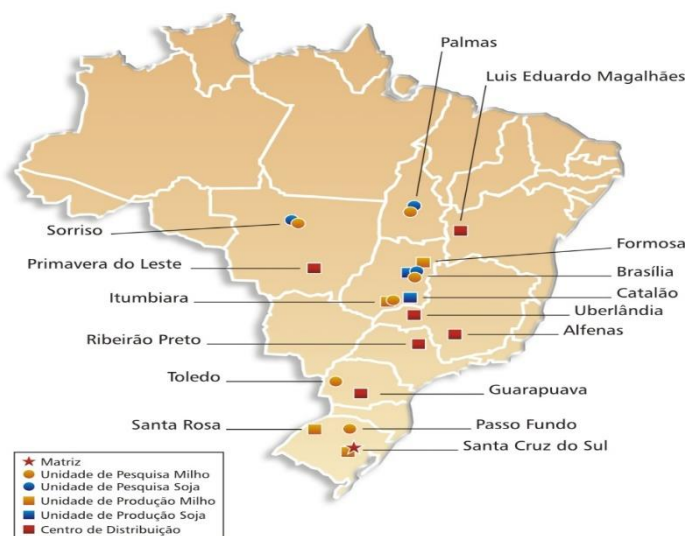 Palmas
Luis Eduardo Magalhães
Sorriso
Formosa
Primavera do Leste
Brasília
Itumbiara
Catalão
Uberlândia
Ribeirão Preto
Alfenas
Toledo
Guarapuava
Santa Rosa
Passo Fundo
Santa Cruz do Sul
Matriz
Unidade de Pesquisa Milho
Unidade de Pesquisa Soja
Unidade de Produção Milho
Unidade de Produção Soja
Centro de Distribuição